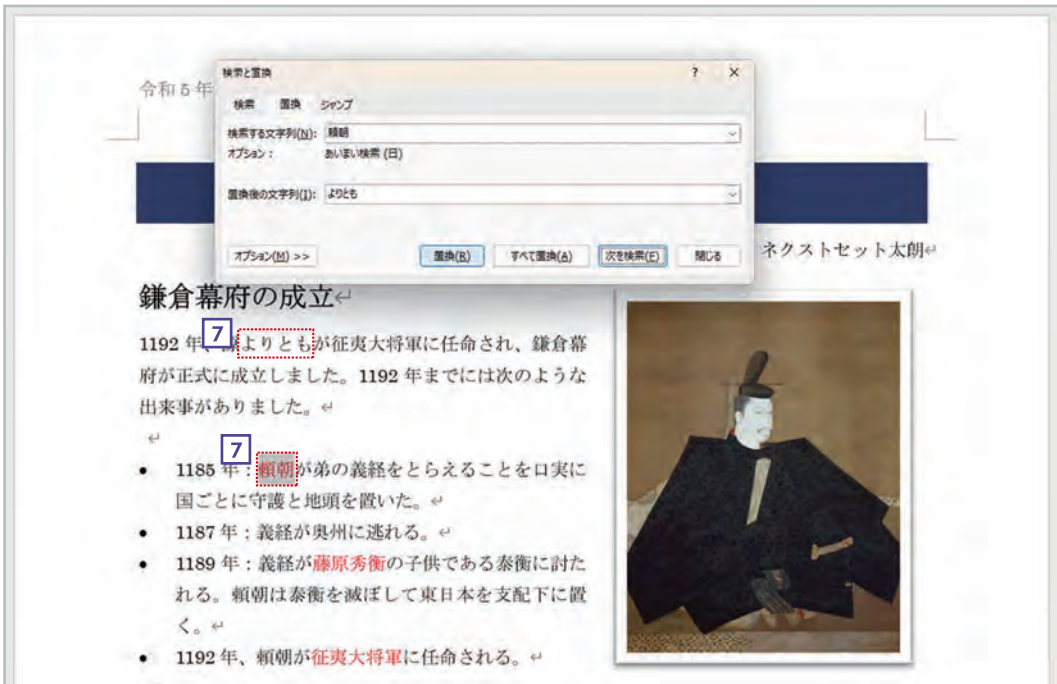 令和5年
検索と置換
? ×
検索 置換 ジャンプ
検索する文字列(N): 頼朝
オプション： あいまい検索 (日)
置換後の文字列(I): よりとも
オプション(M) >> 置換(R) すべて置換(A) 次を検索(F) 閉じる
ネクストセット太朗↵
鎌倉幕府の成立↵
7
1192 年、源よりともが征夷大将軍に任命され、鎌倉幕
府が正式に成立しました。1192 年までには次のような
出来事がありました。↵
↵
7
• 1185 年：頼朝が弟の義経をとらえることを口実に
国ごとに守護と地頭を置いた。↵
• 1187 年：義経が奥州に逃れる。↵
• 1189 年：義経が藤原秀衡の子供である泰衡に討た
れる。頼朝は泰衡を滅ぼして東日本を支配下に置
く。↵
• 1192 年、頼朝が征夷大将軍に任命される。↵